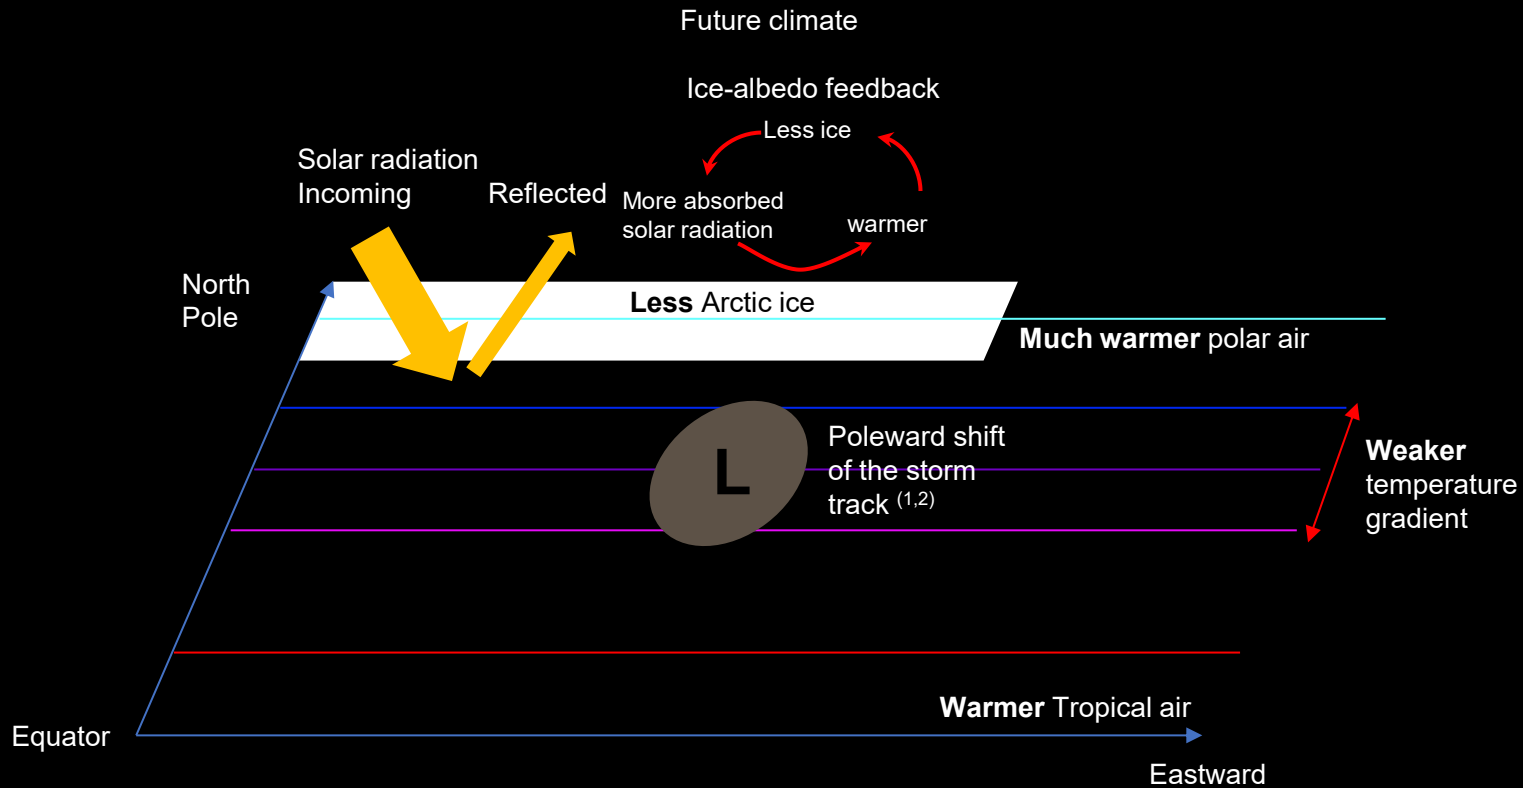 Future climate
Ice-albedo feedback
Less ice
Solar radiation
Incoming
Reflected
More absorbed
solar radiation
warmer
North
Pole
Less Arctic ice
Much warmer polar air
L
Poleward shift
of the storm
track (1,2)
Weaker
temperature
gradient
Warmer Tropical air
Equator
Eastward